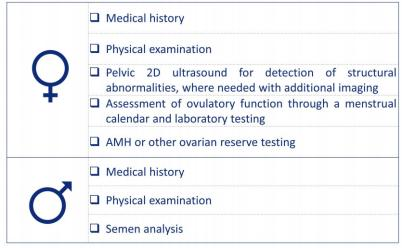 ❑ Medical history
❑ Physical examination
❑ Pelvic 2D ultrasound for detection of structural
abnormalities, where needed with additional imaging
❑ Assessment of ovulatory function through a menstrual
calendar and laboratory testing
❑ AMH or other ovarian reserve testing
❑ Medical history
❑ Physical examination
❑ Semen analysis